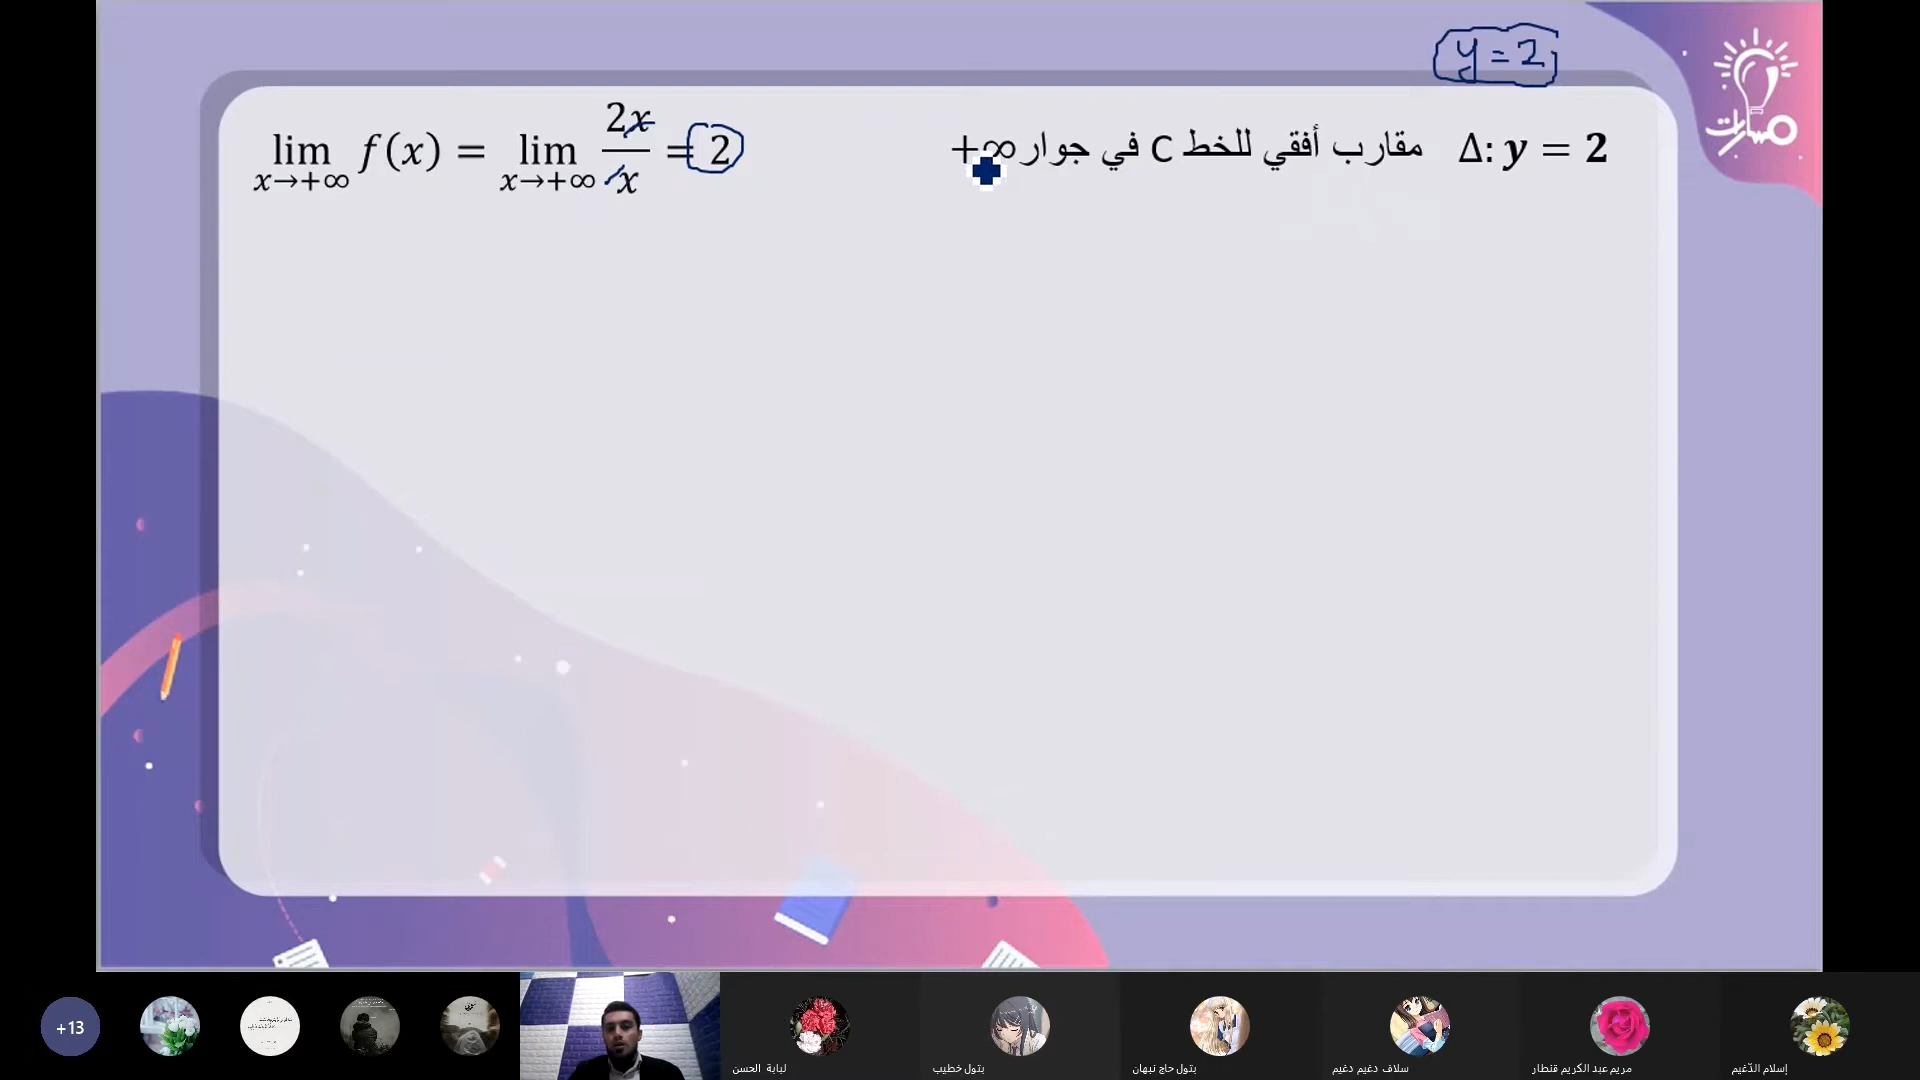 y = 2
lim x→+∞ f(x) = lim x→+∞ 2x/x = 2
Δ: y = 2 مقارب أفقي للخط C في جوار +∞
مسارات
+13
لبابة الحسن
بتول خطيب
بتول حاج نبهان
سلاف دغيم دغيم
مريم عبد الكريم قنطار
إسلام الدّغيم